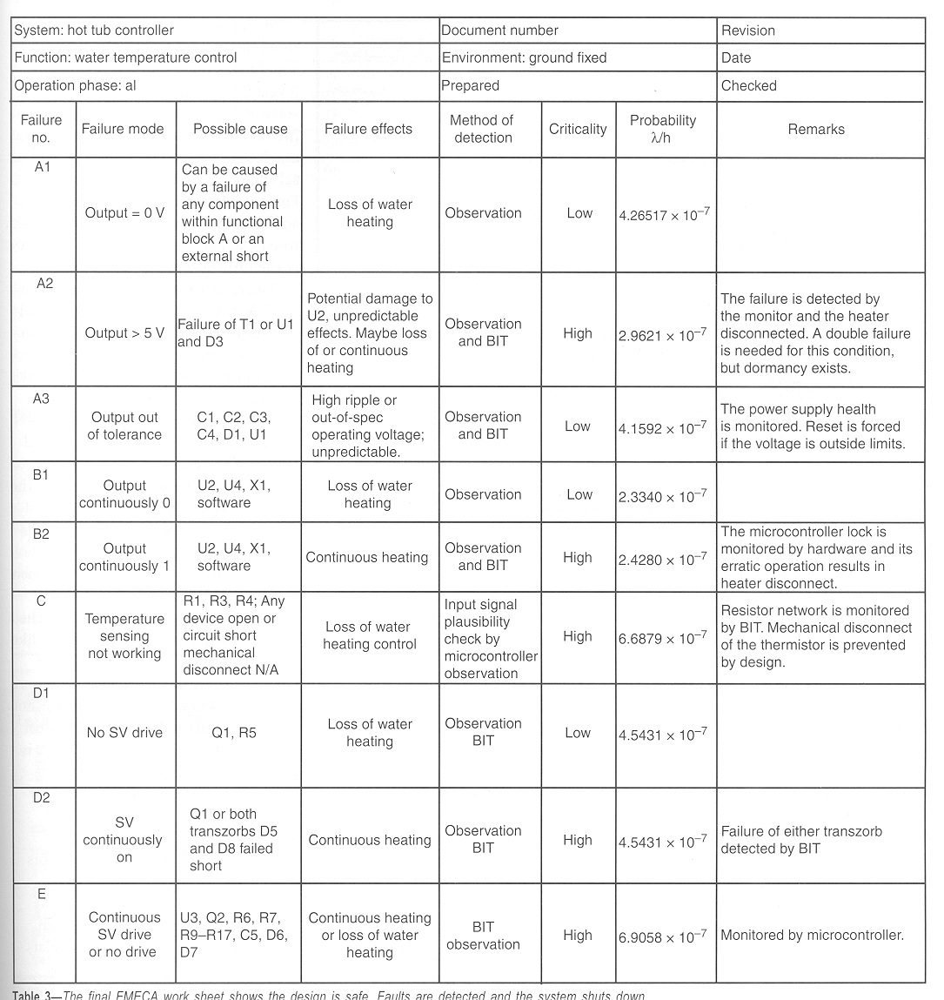 System: hot tub controller
Document number
Revision
Function: water temperature control
Environment: ground fixed
Date
Operation phase: al
Prepared
Checked
Failure
no.
Failure mode
Possible cause
Failure effects
Method of
detection
Criticality
Probability
λ/h
Remarks
A1
Output = 0 V
Can be caused
by a failure of
any component
within functional
block A or an
external short
Loss of water
heating
Observation
Low
4.26517 × 10⁻⁷
A2
Output > 5 V
Failure of T1 or U1
and D3
Potential damage to
U2, unpredictable
effects. Maybe loss
of or continuous
heating
Observation
and BIT
High
2.9621 × 10⁻⁷
The failure is detected by
the monitor and the heater
disconnected. A double failure
is needed for this condition,
but dormancy exists.
A3
Output out
of tolerance
C1, C2, C3,
C4, D1, U1
High ripple or
out-of-spec
operating voltage;
unpredictable.
Observation
and BIT
Low
4.1592 × 10⁻⁷
The power supply health
is monitored. Reset is forced
if the voltage is outside limits.
B1
Output
continuously 0
U2, U4, X1,
software
Loss of water
heating
Observation
Low
2.3340 × 10⁻⁷
B2
Output
continuously 1
U2, U4, X1,
software
Continuous heating
Observation
and BIT
High
2.4280 × 10⁻⁷
The microcontroller lock is
monitored by hardware and its
erratic operation results in
heater disconnect.
C
Temperature
sensing
not working
R1, R3, R4; Any
device open or
circuit short
mechanical
disconnect N/A
Loss of water
heating control
Input signal
plausibility
check by
microcontroller
observation
High
6.6879 × 10⁻⁷
Resistor network is monitored
by BIT. Mechanical disconnect
of the thermistor is prevented
by design.
D1
No SV drive
Q1, R5
Loss of water
heating
Observation
BIT
Low
4.5431 × 10⁻⁷
D2
SV
continuously
on
Q1 or both
transzorbs D5
and D8 failed
short
Continuous heating
Observation
BIT
High
4.5431 × 10⁻⁷
Failure of either transzorb
detected by BIT
E
Continuous
SV drive
or no drive
U3, Q2, R6, R7,
R9–R17, C5, D6,
D7
Continuous heating
or loss of water
heating
BIT
observation
High
6.9058 × 10⁻⁷
Monitored by microcontroller.
Table 3—The final FMECA work sheet shows the design is safe. Faults are detected and the system shuts down